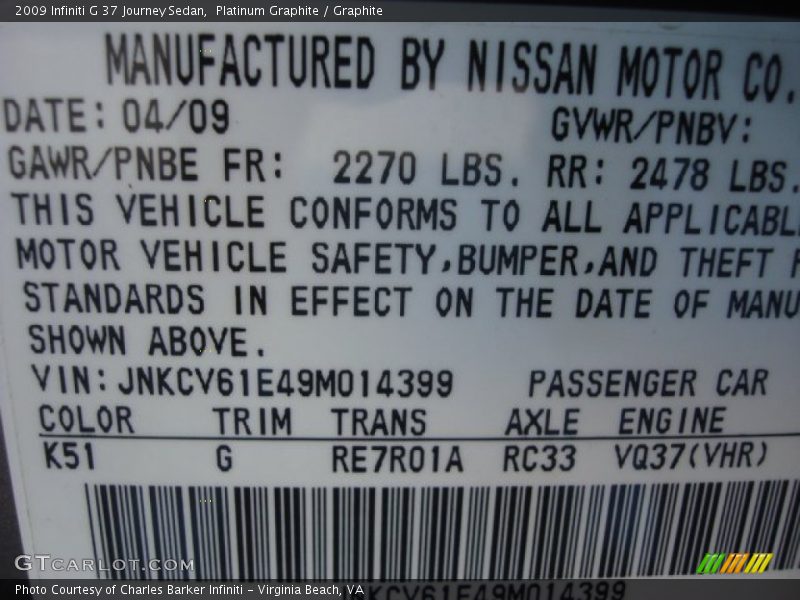 2009 Infiniti G 37 Journey Sedan, Platinum Graphite / Graphite
MANUFACTURED BY NISSAN MOTOR CO.
DATE: 04/09 GVWR/PNBV:
GAWR/PNBE FR: 2270 LBS. RR: 2478 LBS.
THIS VEHICLE CONFORMS TO ALL APPLICABL
MOTOR VEHICLE SAFETY,BUMPER,AND THEFT
STANDARDS IN EFFECT ON THE DATE OF MANU
SHOWN ABOVE.
VIN:JNKCV61E49M014399 PASSENGER CAR
COLOR TRIM TRANS AXLE ENGINE
K51 G RE7R01A RC33 VQ37(VHR)
GTCARLOT.COM
JNKCV61E49M014399
Photo Courtesy of Charles Barker Infiniti - Virginia Beach, VA